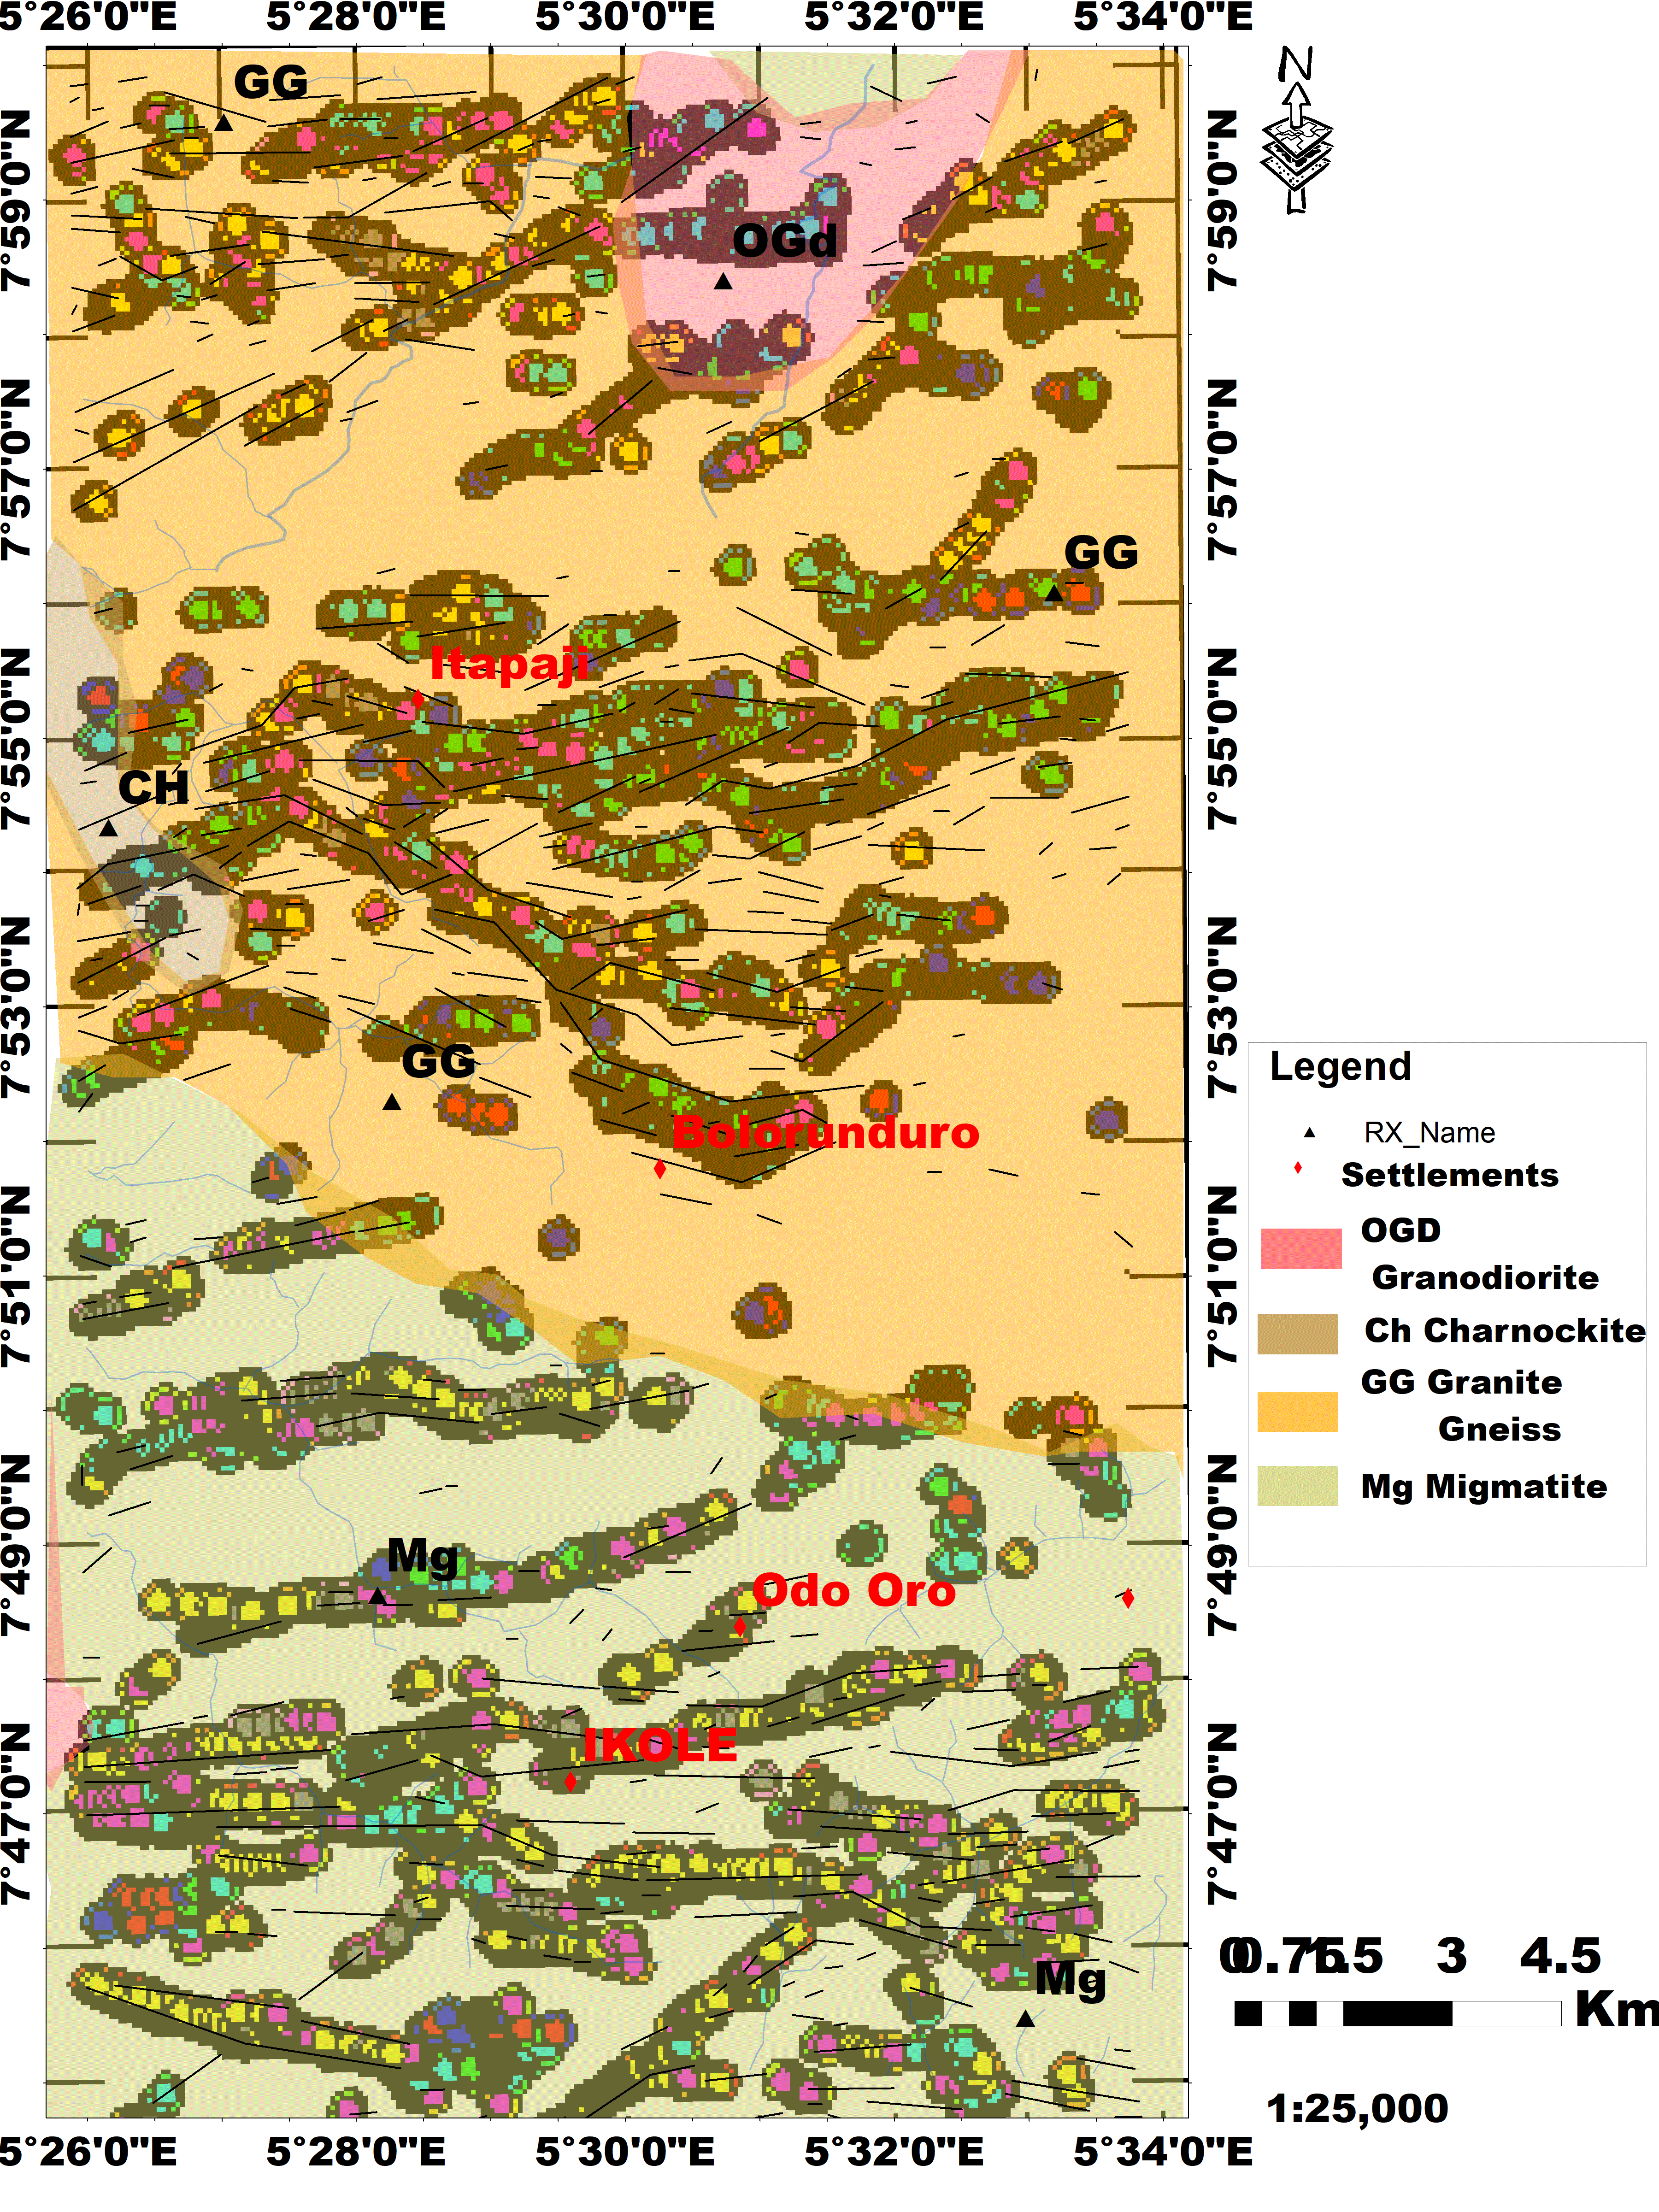 5°26'0"E 5°28'0"E 5°30'0"E 5°32'0"E 5°34'0"E
N
GG
7°59'0"N 7°59'0"N
OGd
7°57'0"N 7°57'0"N
GG
Itapaji
7°55'0"N 7°55'0"N
CH
7°53'0"N 7°53'0"N
GG
Bolorunduro
Legend
RX_Name
Settlements
OGD
Granodiorite
Ch Charnockite
GG Granite
Gneiss
Mg Migmatite
7°51'0"N 7°51'0"N
7°49'0"N 7°49'0"N
Mg
Odo Oro
IKOLE
7°47'0"N 7°47'0"N
Mg
0 0.75 1.5 3 4.5
Km
1:25,000
5°26'0"E 5°28'0"E 5°30'0"E 5°32'0"E 5°34'0"E